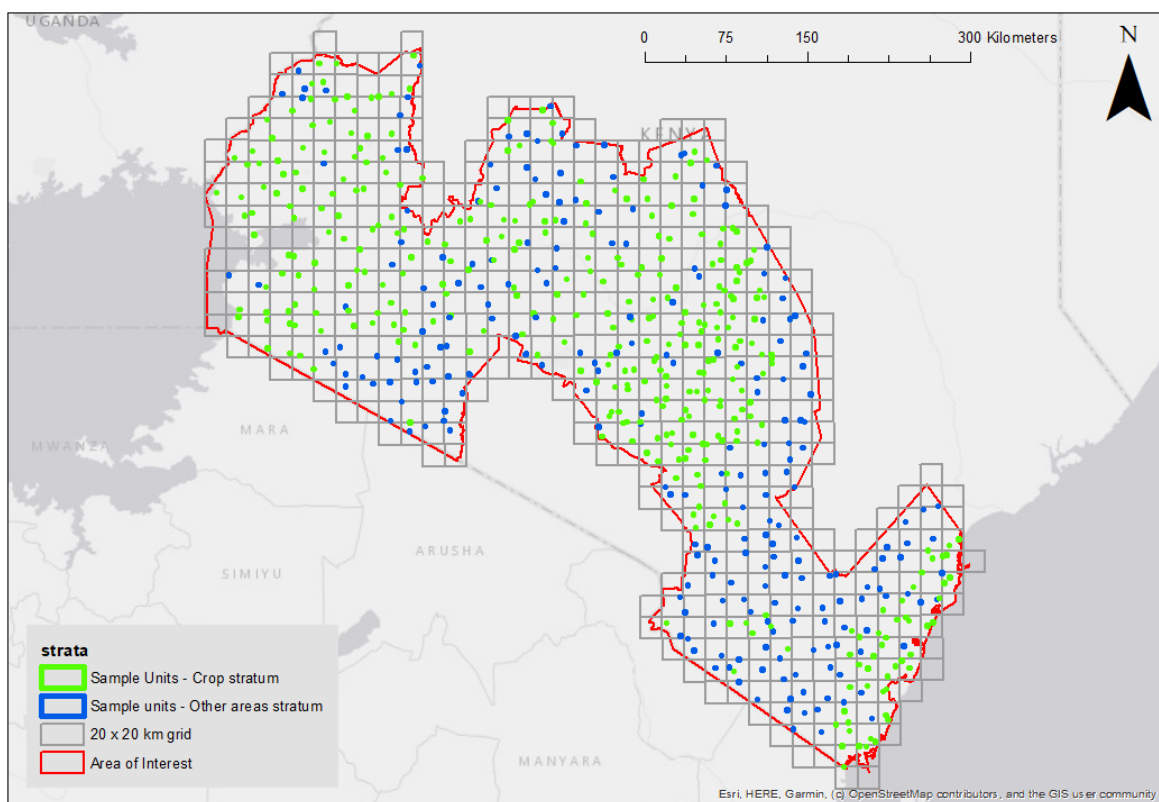 UGANDA
0 75 150 300 Kilometers
N
KENYA
MARA
MWANZA
ARUSHA
SIMIYU
MANYARA
strata
Sample Units - Crop stratum
Sample units - Other areas stratum
20 x 20 km grid
Area of Interest
Esri, HERE, Garmin, (c) OpenStreetMap contributors, and the GIS user community